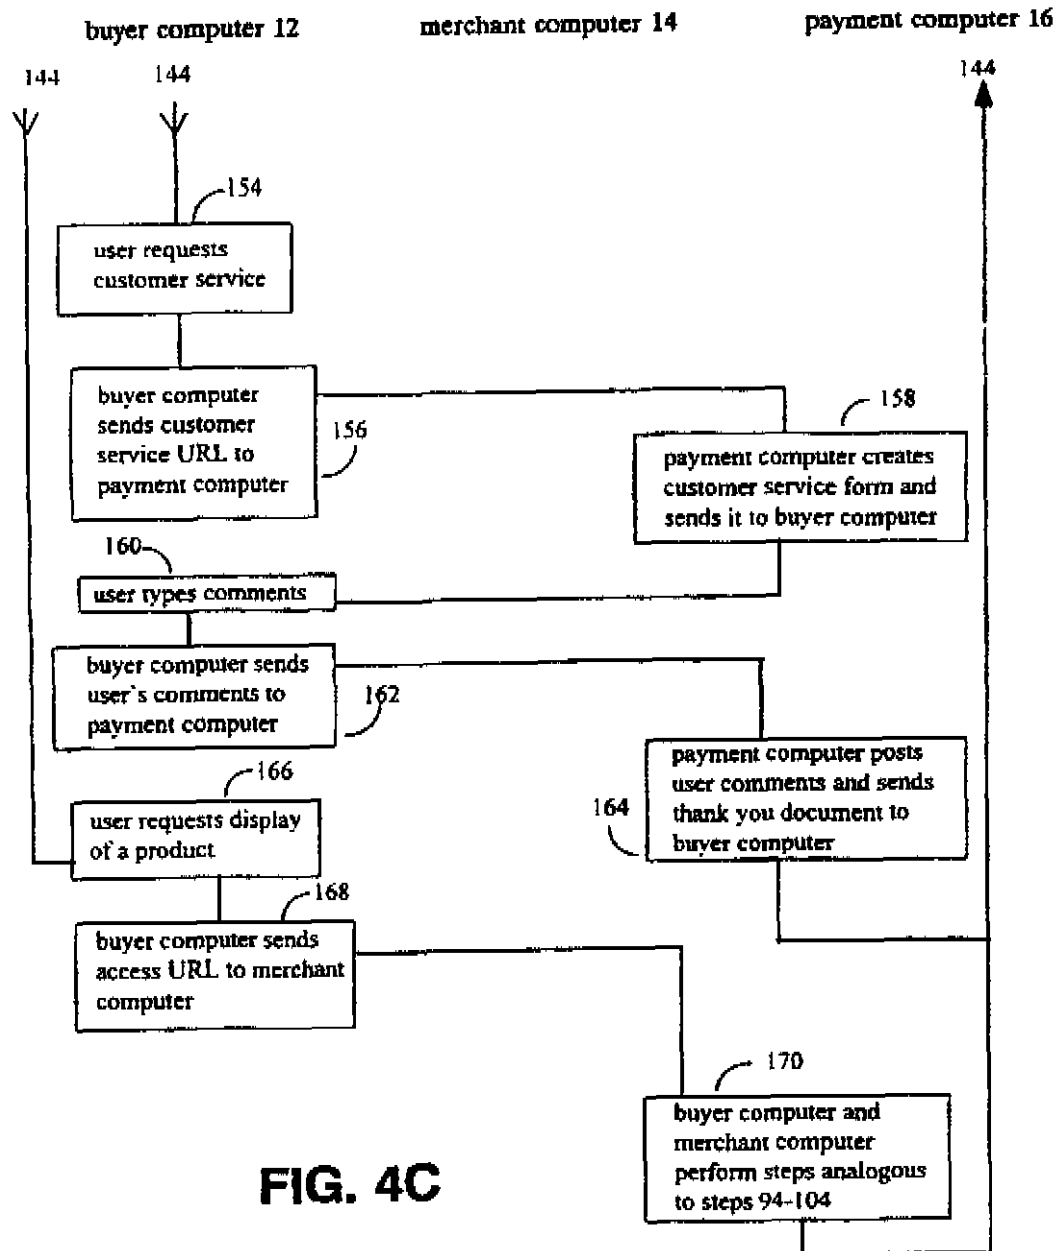 buyer computer 12
merchant computer 14
payment computer 16
144
144
144
154
user requests
customer service
buyer computer
sends customer
service URL to
payment computer
156
158
payment computer creates
customer service form and
sends it to buyer computer
160
user types comments
buyer computer sends
user's comments to
payment computer
162
payment computer posts
user comments and sends
thank you document to
buyer computer
164
166
user requests display
of a product
168
buyer computer sends
access URL to merchant
computer
170
buyer computer and
merchant computer
perform steps analogous
to steps 94-104
FIG. 4C